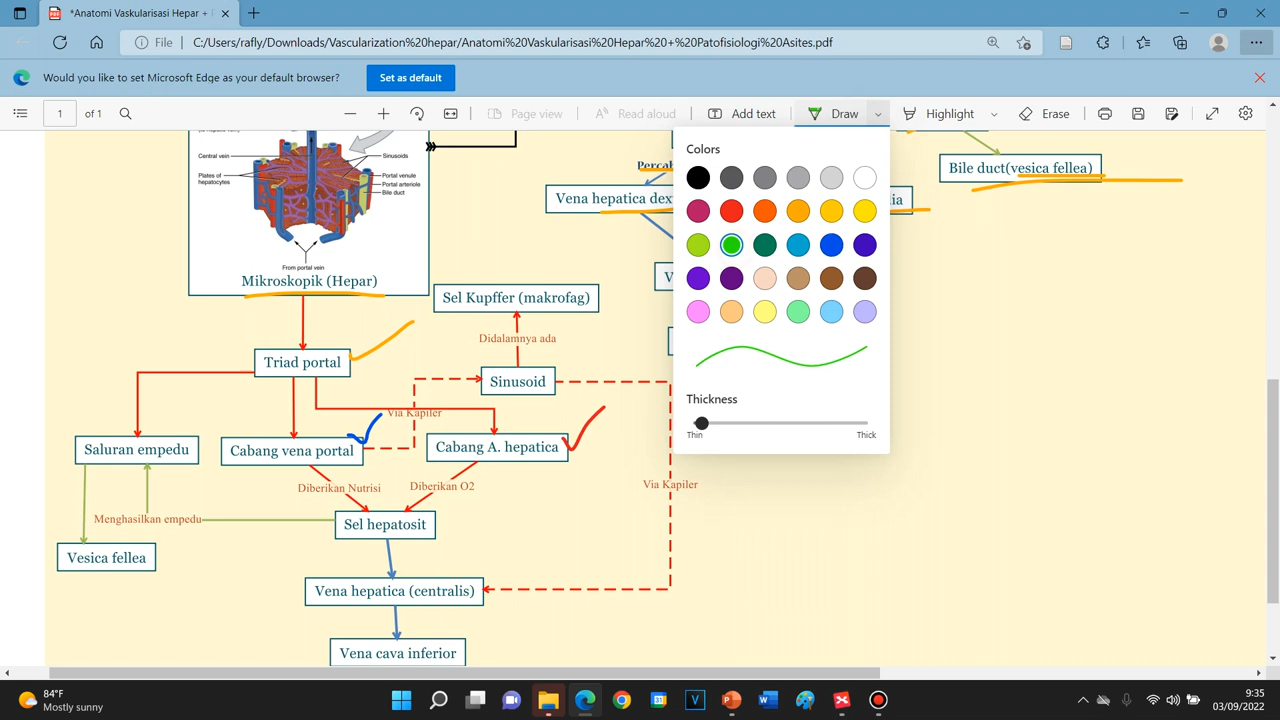 *Anatomi Vaskularisasi Hepar +
File
C:/Users/rafly/Downloads/Vascularization%20hepar/Anatomi%20Vaskularisasi%20Hepar%20+%20Patofisiologi%20Asites.pdf
Would you like to set Microsoft Edge as your default browser?
Set as default
1 of 1
Page view
Read aloud
Add text
Draw
Highlight
Erase
Colors
Thickness
Thin
Thick
Central vein
Plates of
hepatocytes
Sinusoids
Portal venule
Portal arteriole
Bile duct
From portal vein
Mikroskopik (Hepar)
Bile duct(vesica fellea)
Vena hepatica
Sel Kupffer (makrofag)
Didalamnya ada
Triad portal
Sinusoid
Via Kapiler
Saluran empedu
Cabang vena portal
Cabang A. hepatica
Diberikan Nutrisi
Diberikan O2
Via Kapiler
Menghasilkan empedu
Sel hepatosit
Vesica fellea
Vena hepatica (centralis)
Vena cava inferior
84°F
Mostly sunny
9:35
03/09/2022